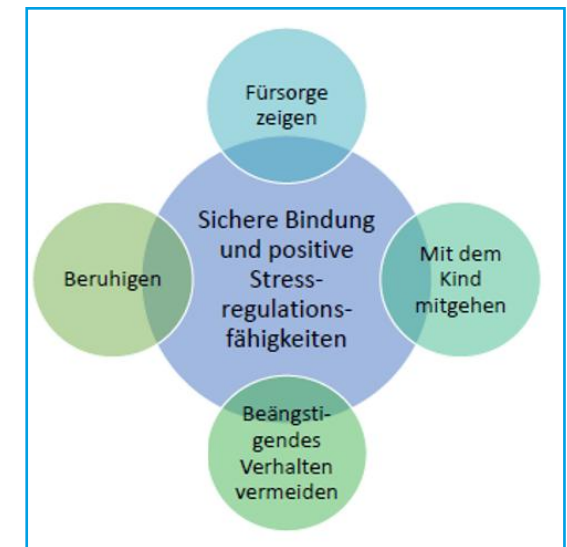 Fürsorge
zeigen
Sichere Bindung
und positive
Stress-
regulations-
fähigkeiten
Beruhigen
Mit dem
Kind
mitgehen
Beängsti-
gendes
Verhalten
vermeiden